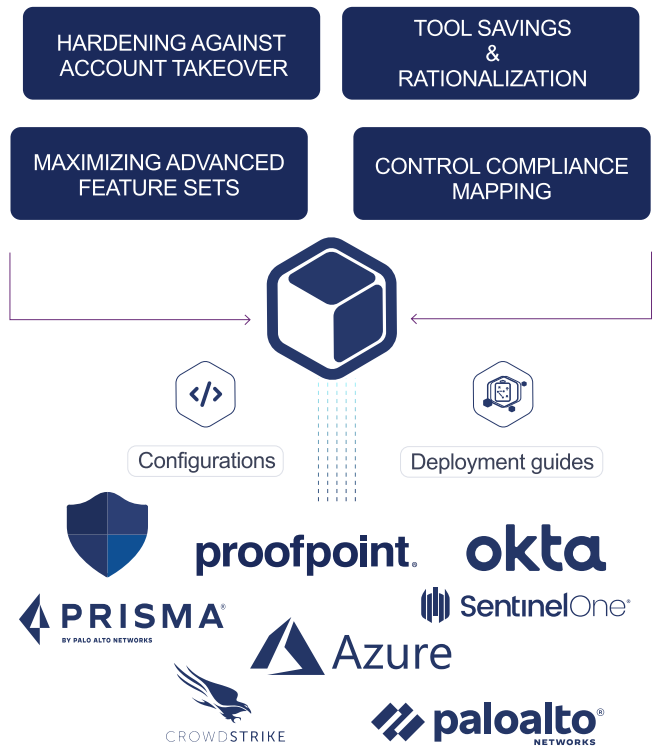 HARDENING AGAINST
ACCOUNT TAKEOVER
TOOL SAVINGS
&
RATIONALIZATION
MAXIMIZING ADVANCED
FEATURE SETS
CONTROL COMPLIANCE
MAPPING
</>
Configurations
Deployment guides
proofpoint®
okta
PRISMA®
BY PALO ALTO NETWORKS
SentinelOne®
Azure
CROWDSTRIKE
paloalto®
NETWORKS